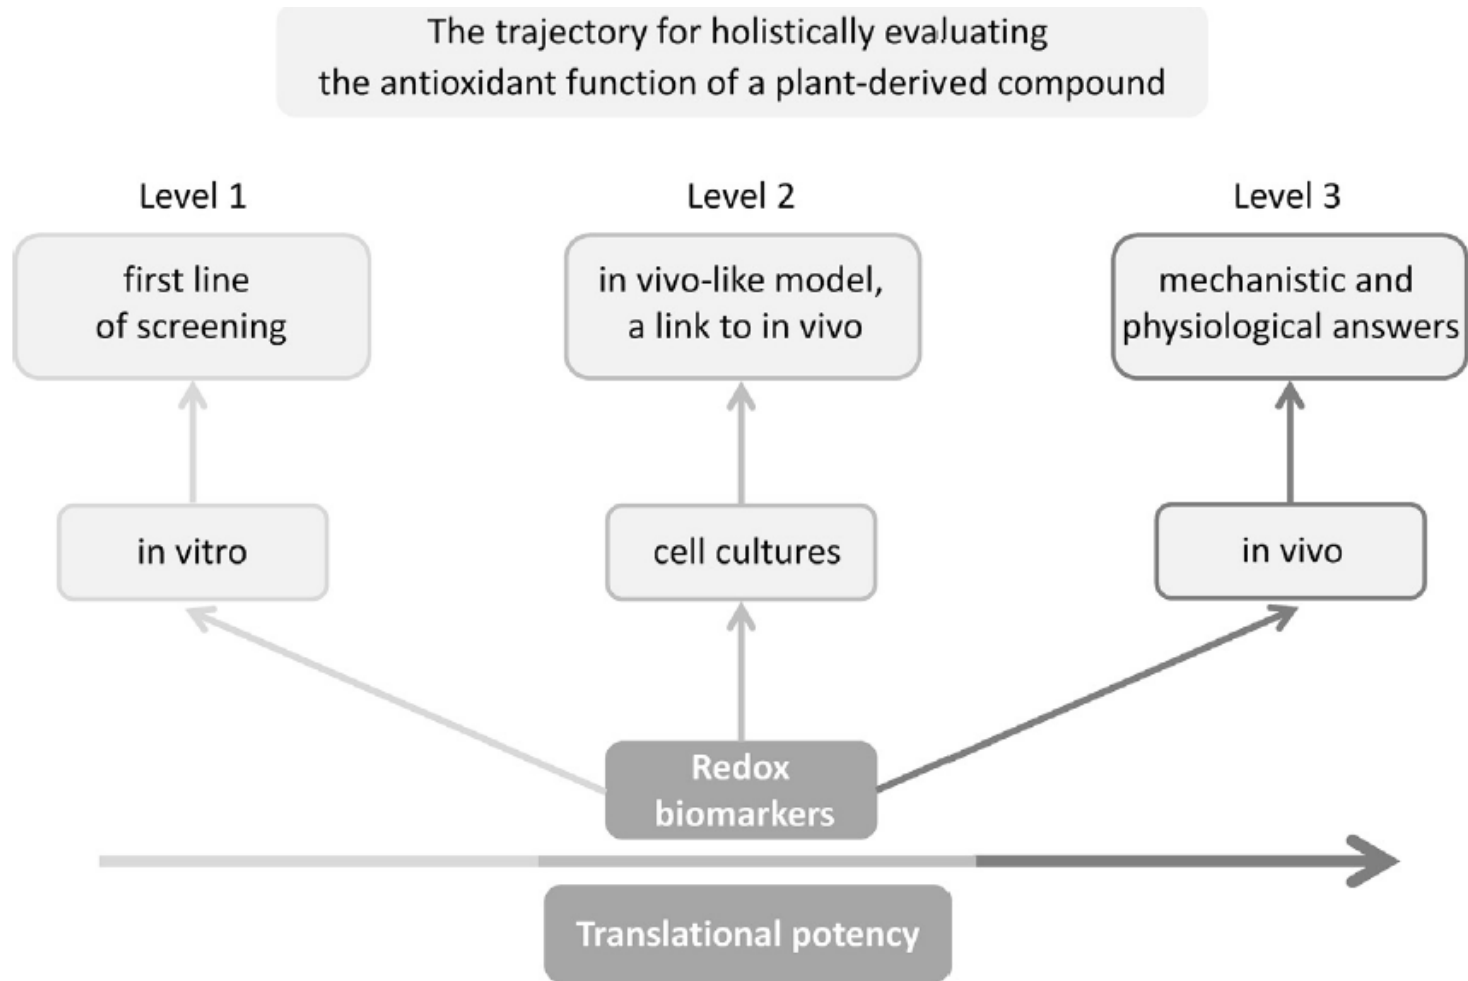 The trajectory for holistically evaluating
the antioxidant function of a plant-derived compound
Level 1
Level 2
Level 3
first line
of screening
in vivo-like model,
a link to in vivo
mechanistic and
physiological answers
in vitro
cell cultures
in vivo
Redox
biomarkers
Translational potency